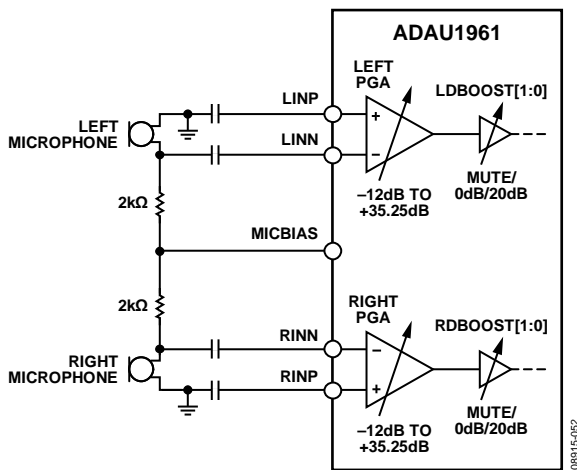 ADAU1961
LEFT
PGA
LDBOOST[1:0]
LINP
LEFT
MICROPHONE
LINN
+
−
2kΩ
−12dB TO
+35.25dB
MUTE/
0dB/20dB
MICBIAS
2kΩ
RIGHT
PGA
RDBOOST[1:0]
RINN
RIGHT
MICROPHONE
RINP
−
+
−12dB TO
+35.25dB
MUTE/
0dB/20dB
08915-052